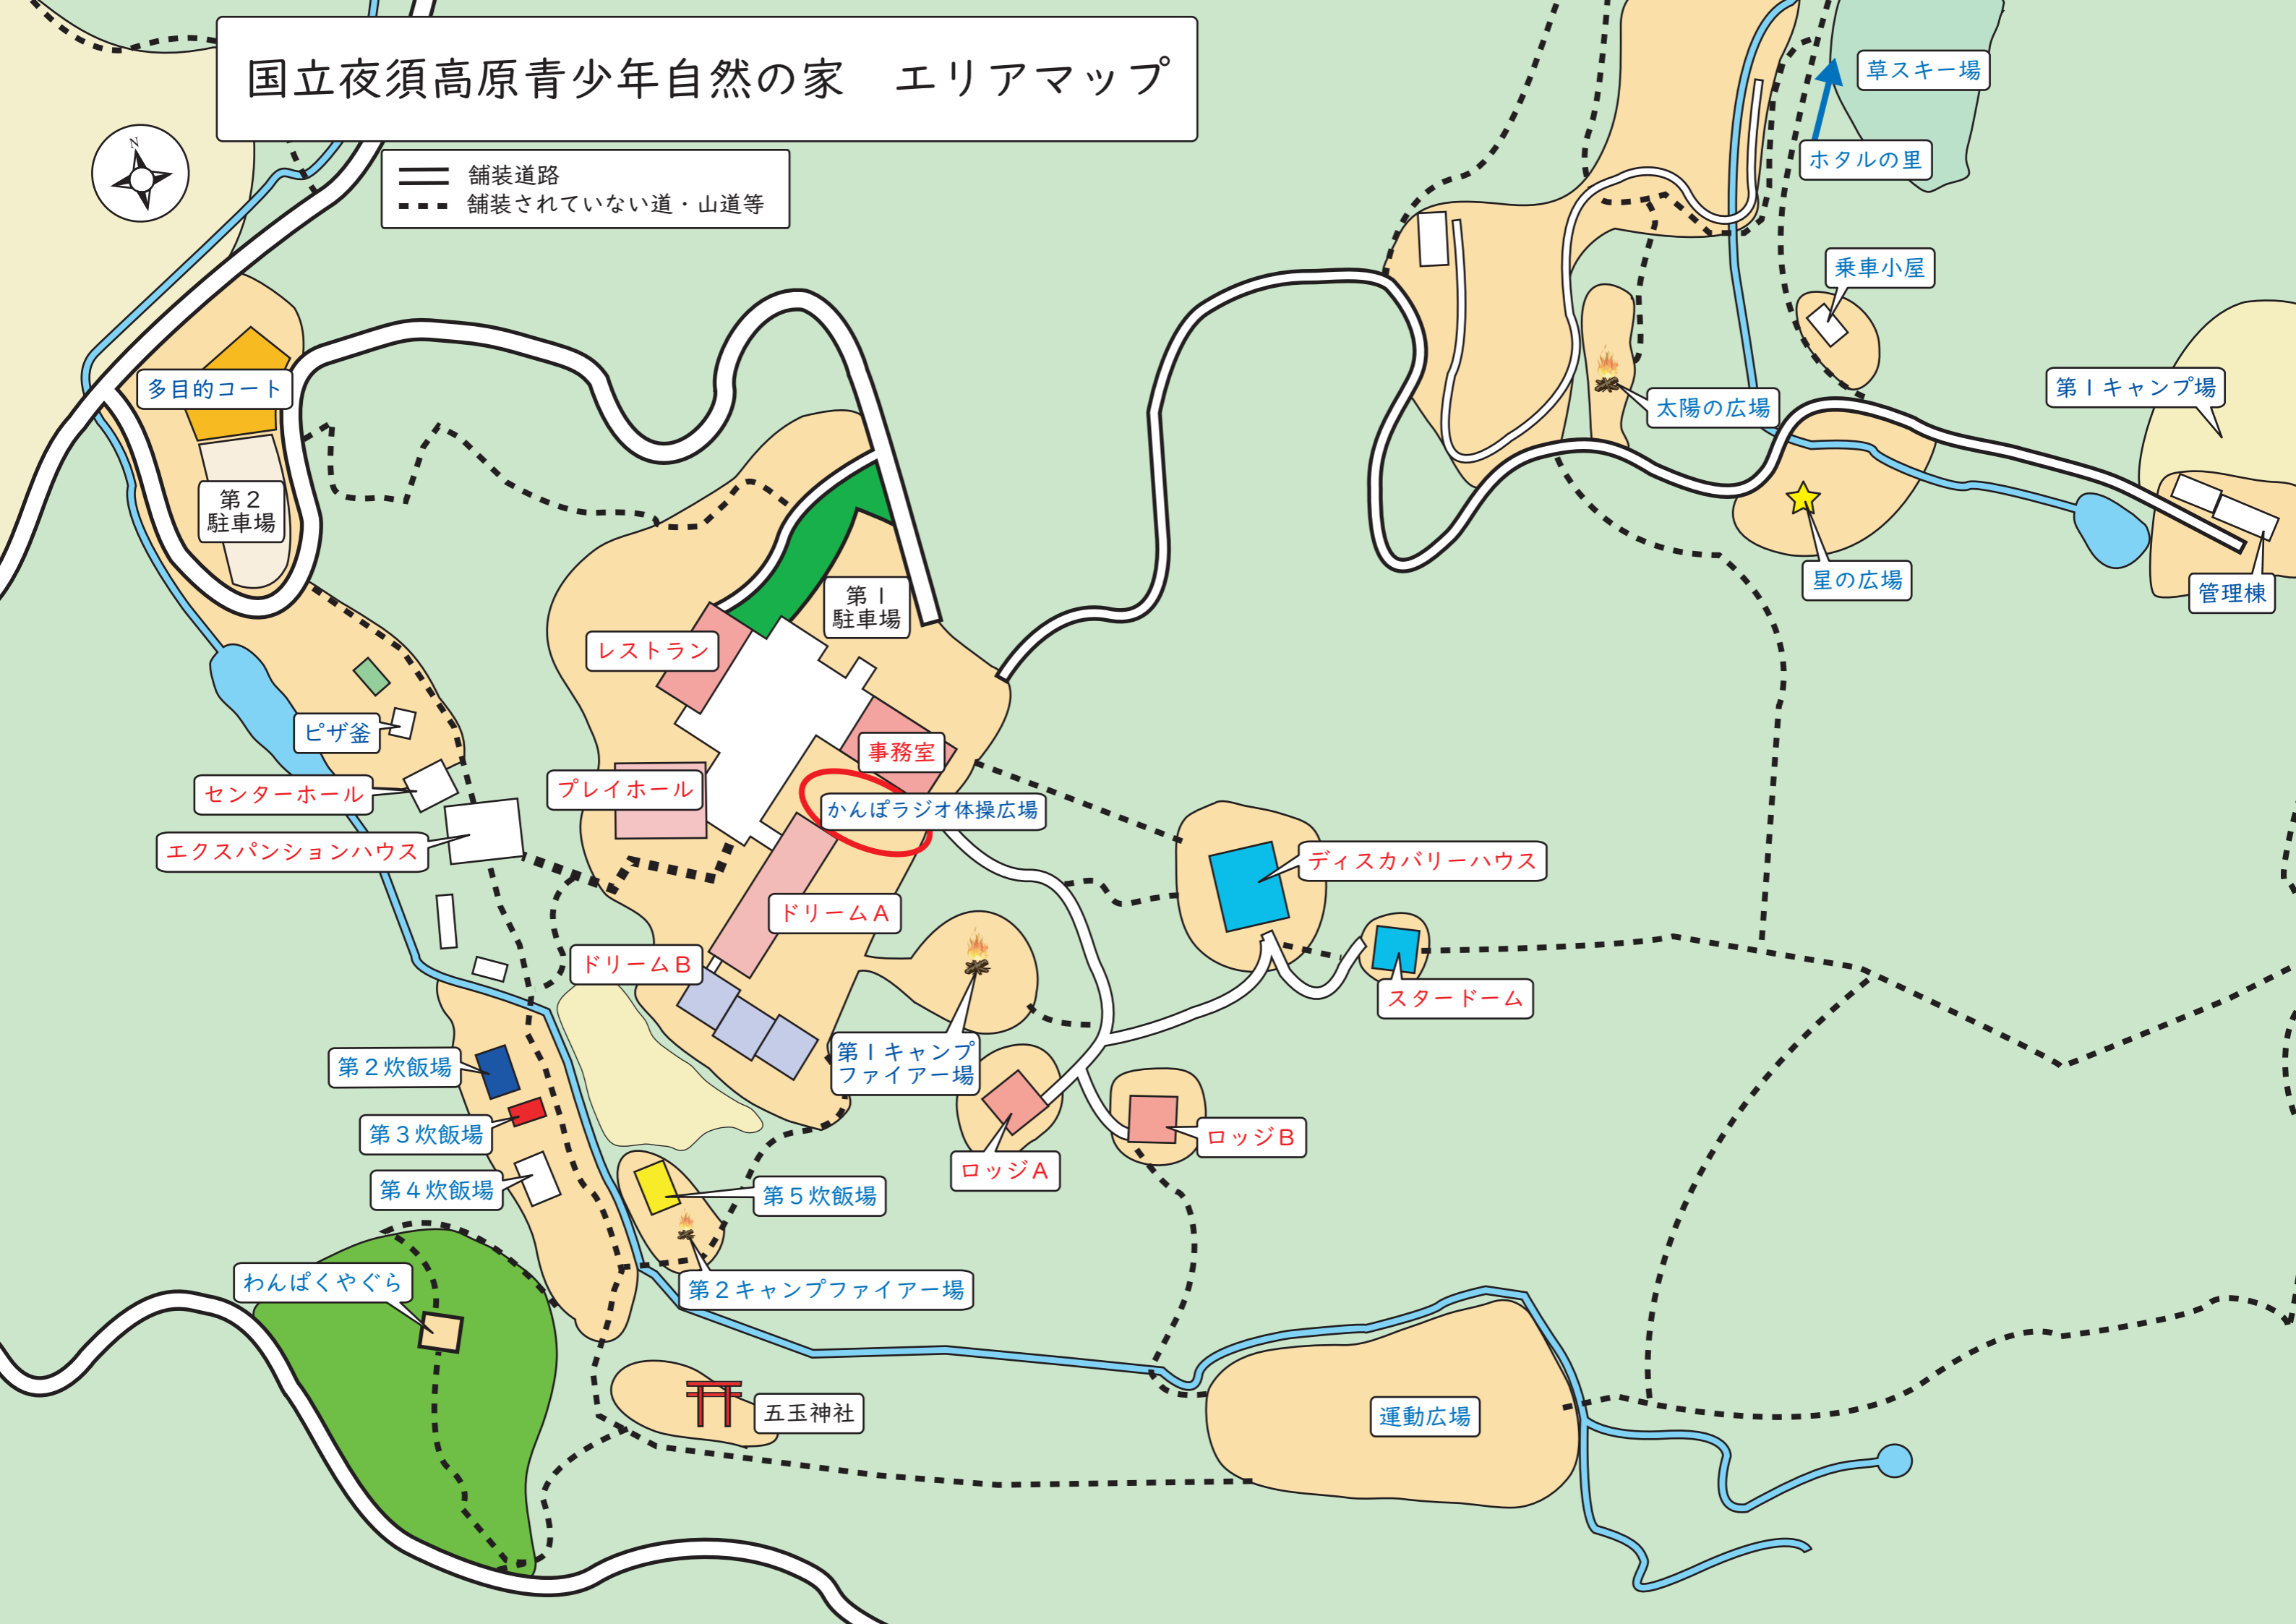 国立夜須高原青少年自然の家　エリアマップ
N
舗装道路
舗装されていない道・山道等
草スキー場
ホタルの里
乗車小屋
多目的コート
第1キャンプ場
太陽の広場
第2
駐車場
星の広場
管理棟
第1
駐車場
レストラン
ピザ釜
事務室
プレイホール
センターホール
かんぽラジオ体操広場
エクスパンションハウス
ディスカバリーハウス
ドリームA
ドリームB
スタードーム
第1キャンプ
ファイアー場
第2炊飯場
第3炊飯場
ロッジB
ロッジA
第4炊飯場
第5炊飯場
わんぱくやぐら
第2キャンプファイアー場
五玉神社
運動広場